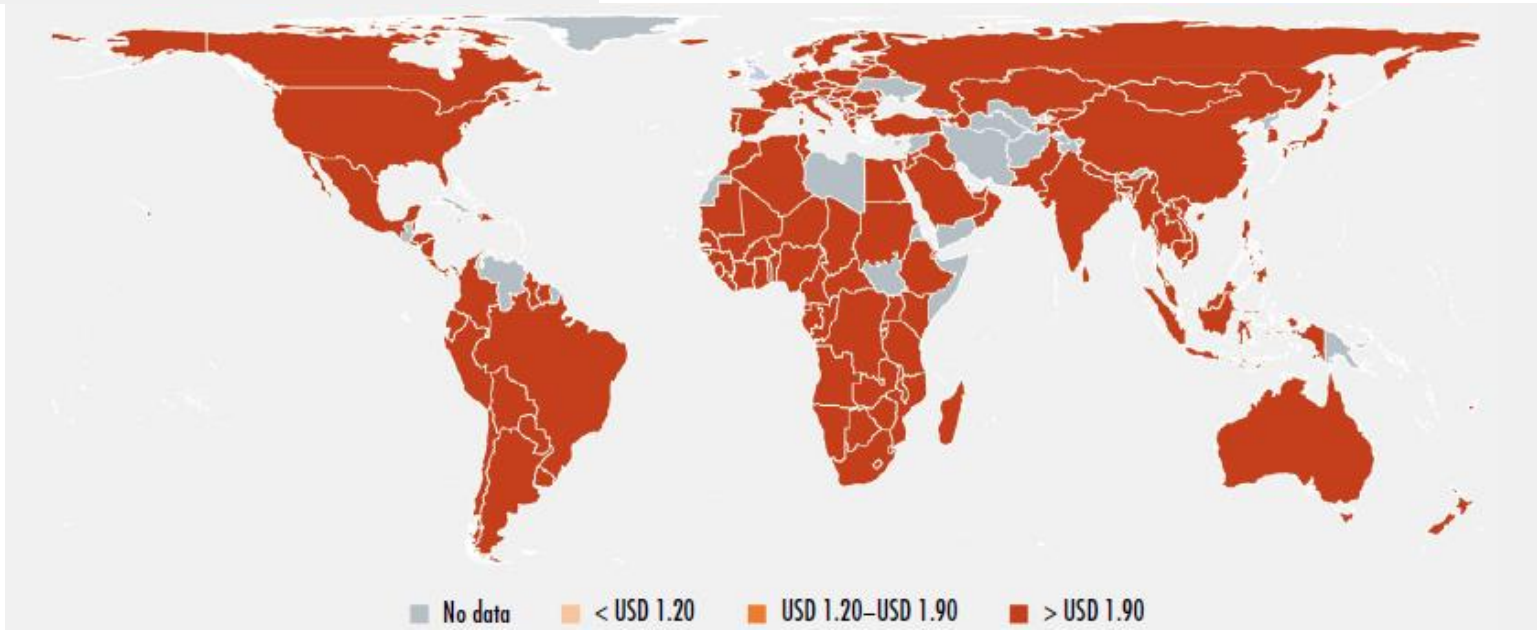 No data < USD 1.20 USD 1.20–USD 1.90 > USD 1.90